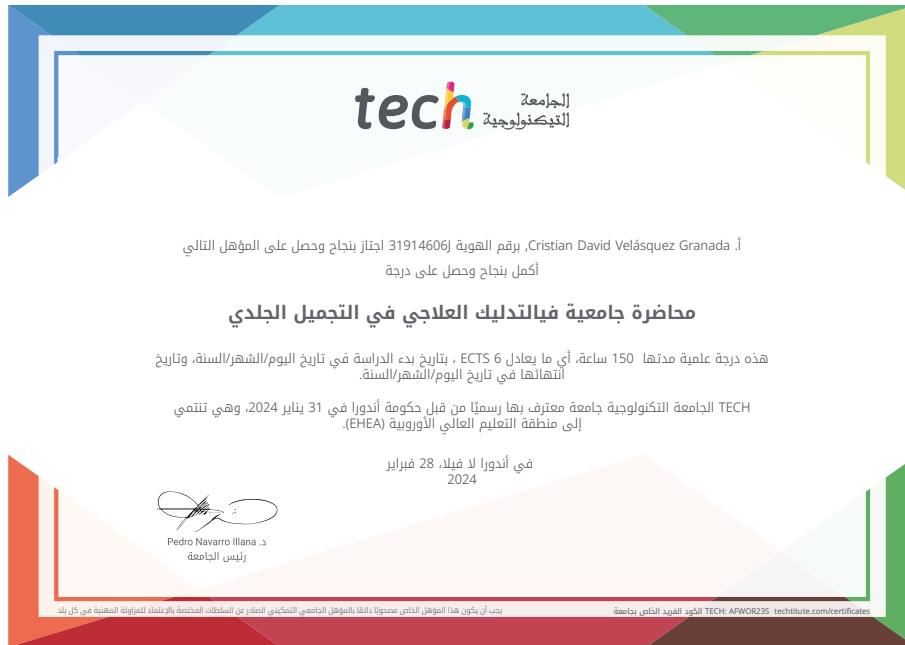 tech الجامعة
التيكنولوجية
أ. Cristian David Velásquez Granada, برقم الهوية J31914606 اجتاز بنجاح وحصل على المؤهل التالي
أكمل بنجاح وحصل على درجة
محاضرة جامعية فيالتدليك العلاجي في التجميل الجلدي
هذه درجة علمية مدتها 150 ساعة، أي ما يعادل 6 ECTS ، بتاريخ بدء الدراسة في تاريخ اليوم/الشهر/السنة، وتاريخ
انتهائها في تاريخ اليوم/الشهر/السنة.
TECH الجامعة التكنولوجية جامعة معترف بها رسميًا من قبل حكومة أندورا في 31 يناير 2024، وهي تنتمي
إلى منطقة التعليم العالي الأوروبية (EHEA).
في أندورا لا فيلا، 28 فبراير
2024
د. Pedro Navarro Illana
رئيس الجامعة
يجب أن يكون هذا المؤهل الخاص مصحوبًا دائمًا بالمؤهل الجامعي التمكيني الصادر عن السلطات المختصة بالإعتماد للمزاولة المهنية في كل بلد.
الكود الفريد الخاص بجامعة TECH: AFWOR23S techtitute.com/certificates